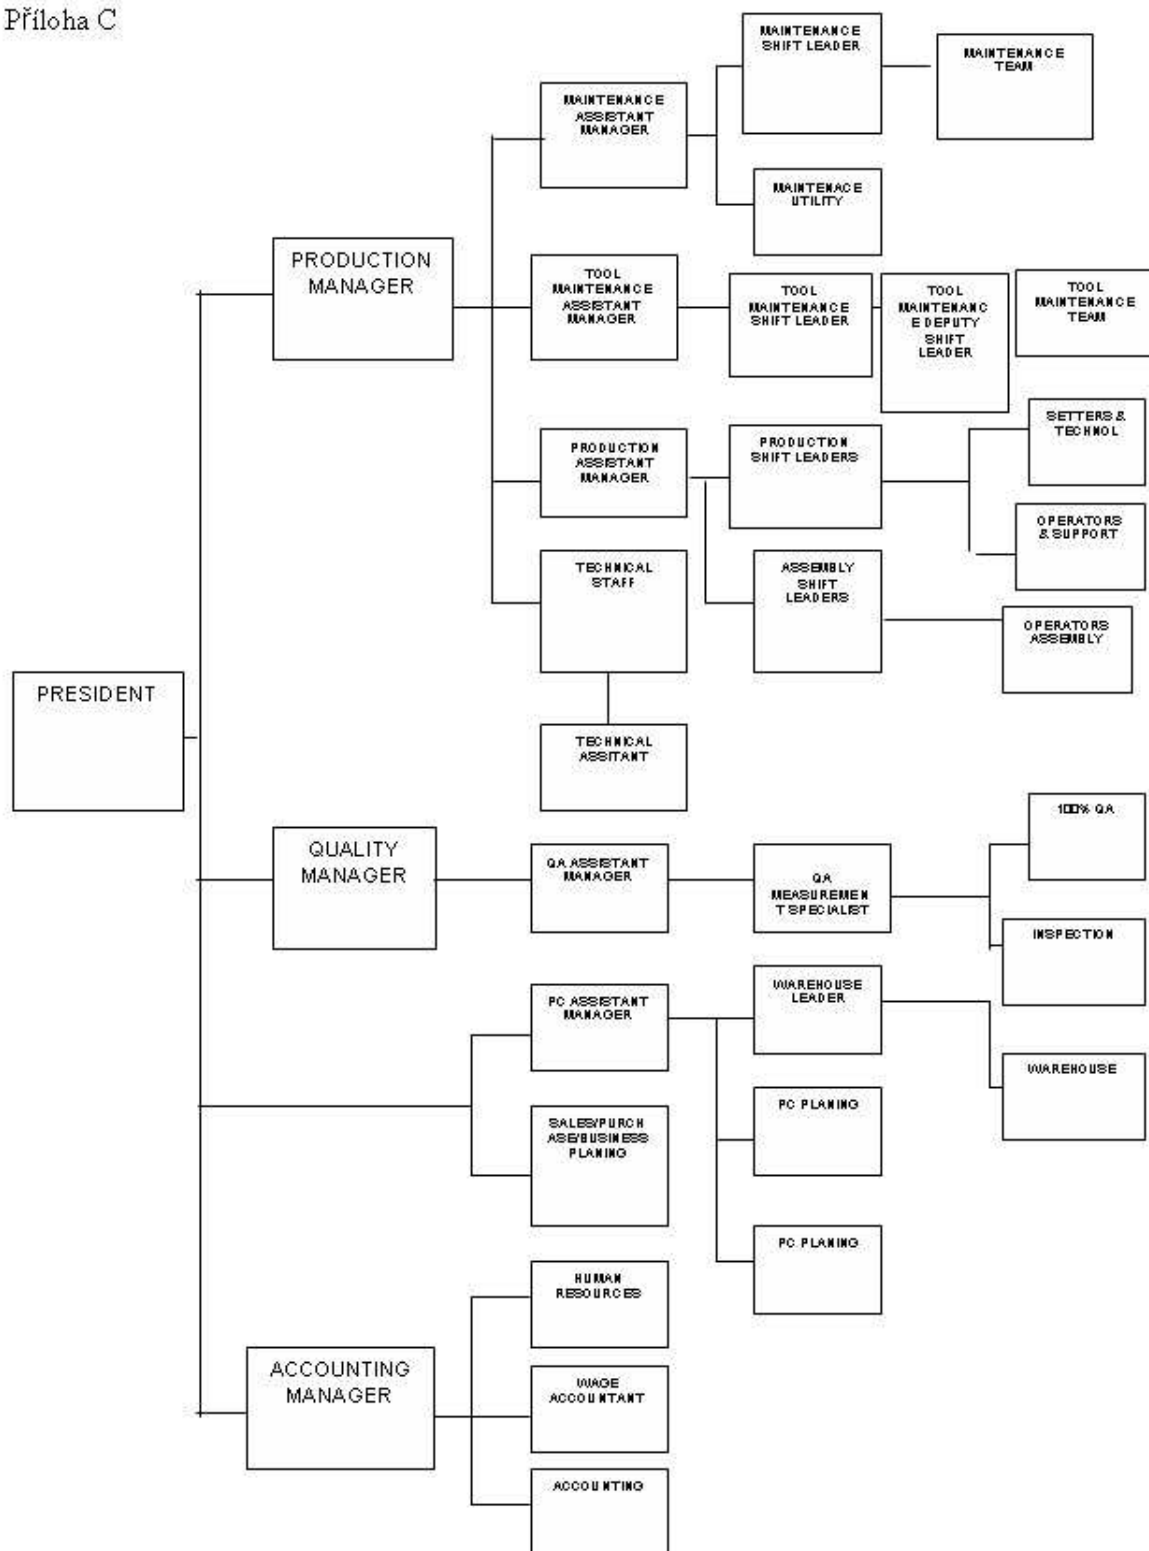 Příloha C
MAINTENANCE
SHIFT LEADER
MAINTENANCE
TEAM
MAINTENANCE
ASSISTANT
MANAGER
MAINTENACE
UTILITY
PRODUCTION
MANAGER
TOOL
MAINTENANCE
ASSISTANT
MANAGER
TOOL
MAINTENANCE
SHIFT LEADER
TOOL
MAINTENANC
E DEPUTY
SHIFT
LEADER
TOOL
MAINTENANCE
TEAM
PRODUCTION
ASSISTANT
MANAGER
PRODUCTION
SHIFT LEADERS
SETTERS &
TECHNOL
OPERATORS
& SUPPORT
TECHNICAL
STAFF
ASSEMBLY
SHIFT
LEADERS
OPERATORS
ASSEMBLY
PRESIDENT
TECHNICAL
ASSITANT
QUALITY
MANAGER
QA ASSISTANT
MANAGER
QA
MEASUREMEN
T SPECIALIST
100% QA
INSPECTION
PC ASSISTANT
MANAGER
WAREHOUSE
LEADER
WAREHOUSE
SALES/PURCH
ASE/BUSINESS
PLANING
PC PLANING
PC PLANING
ACCOUNTING
MANAGER
HUMAN
RESOURCES
WAGE
ACCOUNTANT
ACCOUNTING